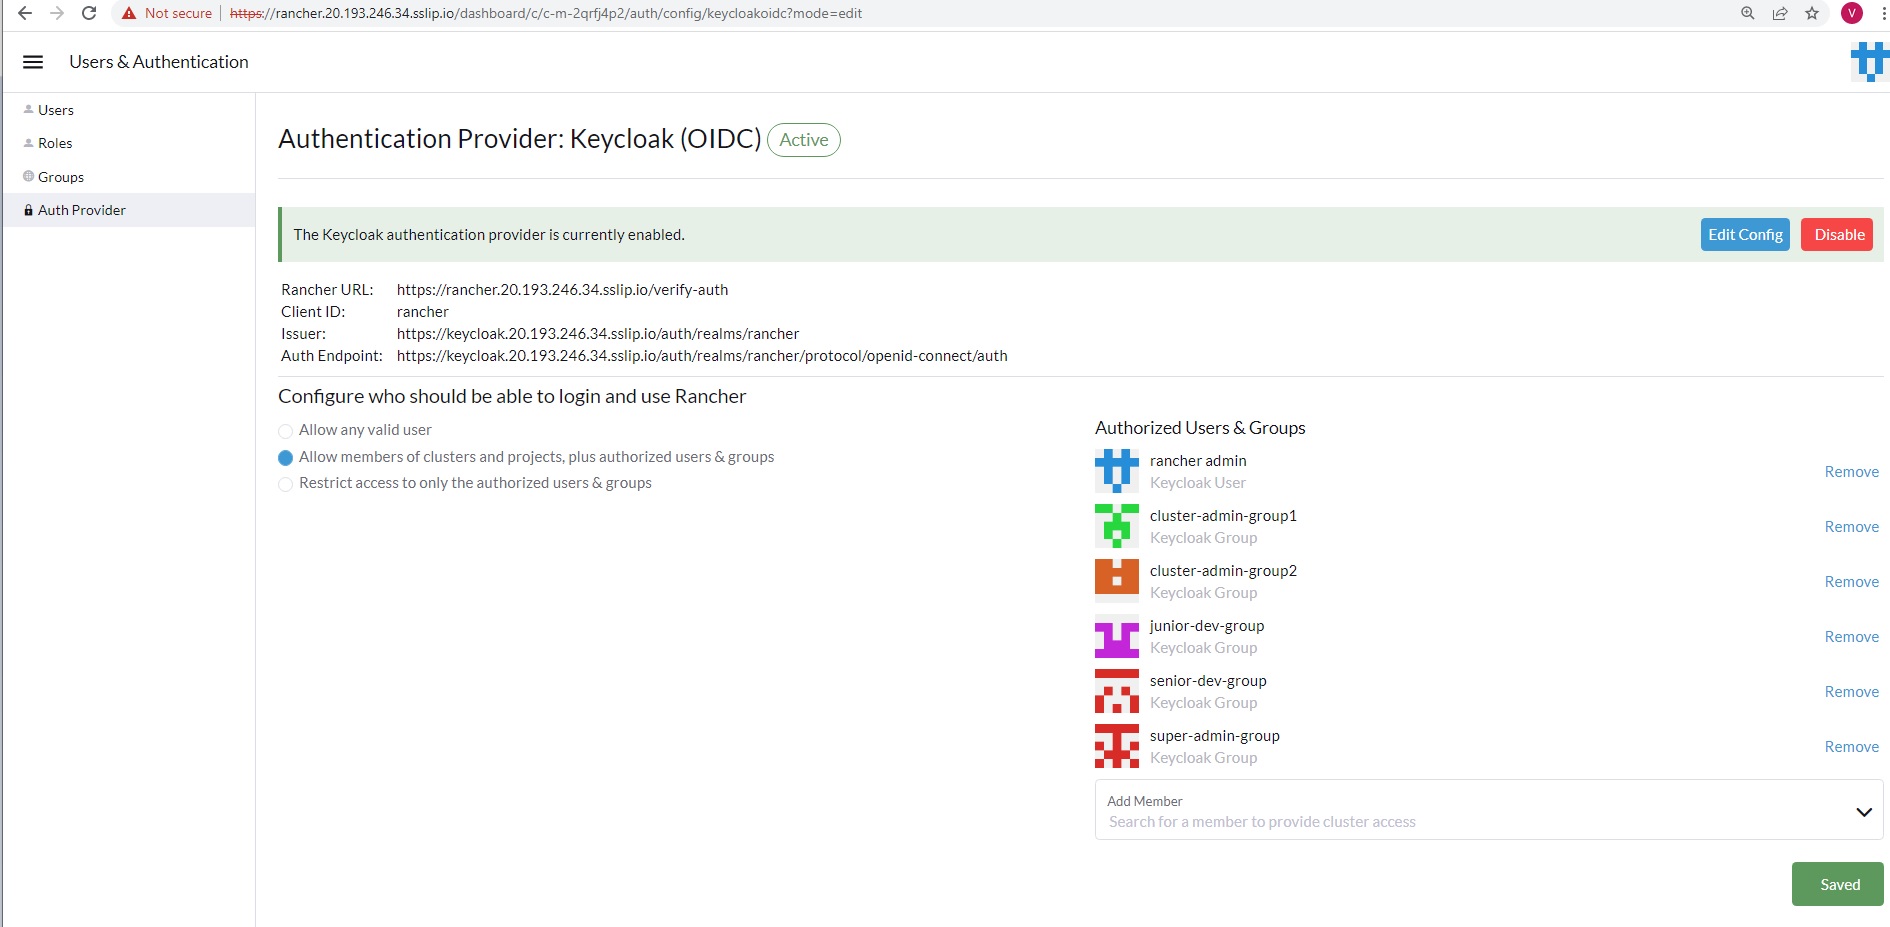 Not secure
https://rancher.20.193.246.34.sslip.io/dashboard/c/c-m-2qrfj4p2/auth/config/keycloakoidc?mode=edit
V
Users & Authentication
Users
Roles
Groups
Auth Provider
Authentication Provider: Keycloak (OIDC) Active
The Keycloak authentication provider is currently enabled.
Edit Config
Disable
Rancher URL: https://rancher.20.193.246.34.sslip.io/verify-auth
Client ID: rancher
Issuer: https://keycloak.20.193.246.34.sslip.io/auth/realms/rancher
Auth Endpoint: https://keycloak.20.193.246.34.sslip.io/auth/realms/rancher/protocol/openid-connect/auth
Configure who should be able to login and use Rancher
Allow any valid user
Allow members of clusters and projects, plus authorized users & groups
Restrict access to only the authorized users & groups
Authorized Users & Groups
rancher admin
Keycloak User
Remove
cluster-admin-group1
Keycloak Group
Remove
cluster-admin-group2
Keycloak Group
Remove
junior-dev-group
Keycloak Group
Remove
senior-dev-group
Keycloak Group
Remove
super-admin-group
Keycloak Group
Remove
Add Member
Search for a member to provide cluster access
Saved